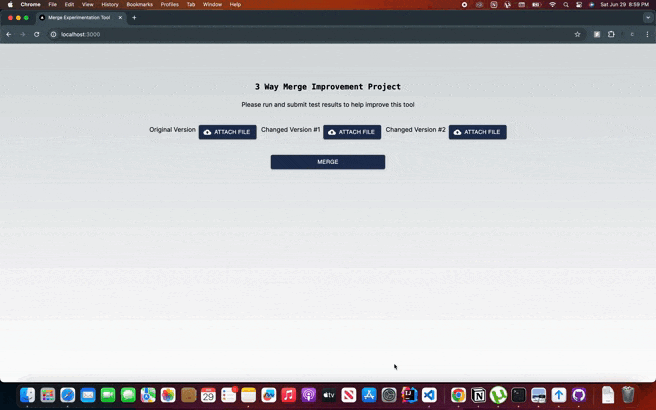 Chrome File Edit View History Bookmarks Profiles Tab Window Help Sat Jun 29 8:59 PM
Merge Experimentation Tool
localhost:3000
3 Way Merge Improvement Project
Please run and submit test results to help improve this tool
Original Version ATTACH FILE Changed Version #1 ATTACH FILE Changed Version #2 ATTACH FILE
MERGE
29
tv